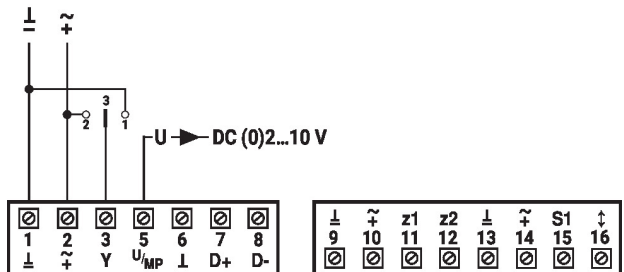 ⊥ ~
– +
3
2 1
U DC (0)2...10 V
1 2 3 5 6 7 8
⊥ ~+ Y U/MP ⊥ D+ D-
⊥ ~+ z1 z2 ⊥ ~+ S1 ↕
9 10 11 12 13 14 15 16